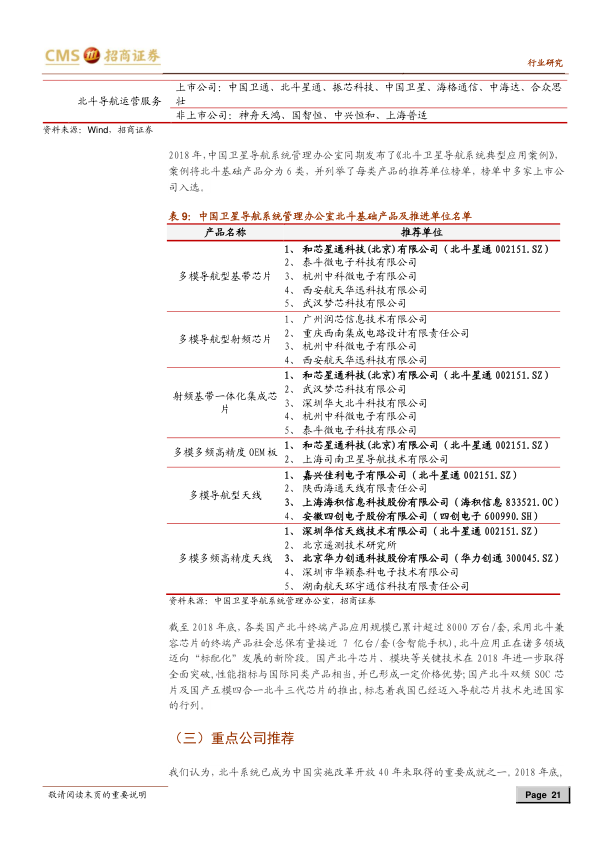 CMS 招商证券
行业研究
北斗导航运营服务
上市公司：中国卫通、北斗星通、振芯科技、中国卫星、海格通信、中海达、合众思
壮
非上市公司：神舟天鸿、国智恒、中兴恒和、上海普适
资料来源：Wind，招商证券
2018 年，中国卫星导航系统管理办公室同期发布了《北斗卫星导航系统典型应用案例》，
案例将北斗基础产品分为 6 类，并列举了每类产品的推荐单位榜单，榜单中多家上市公
司入选。
表 9：中国卫星导航系统管理办公室北斗基础产品及推进单位名单
产品名称 推荐单位
多模导航型基带芯片
1、 和芯星通科技(北京)有限公司（北斗星通 002151.SZ）
2、 泰斗微电子科技有限公司
3、 杭州中科微电子有限公司
4、 西安航天华迅科技有限公司
5、 武汉梦芯科技有限公司
多模导航型射频芯片
1、 广州润芯信息技术有限公司
2、 重庆西南集成电路设计有限责任公司
3、 杭州中科微电子有限公司
4、 西安航天华迅科技有限公司
射频基带一体化集成芯
片
1、 和芯星通科技(北京)有限公司（北斗星通 002151.SZ）
2、 武汉梦芯科技有限公司
3、 深圳华大北斗科技有限公司
4、 杭州中科微电子有限公司
5、 泰斗微电子科技有限公司
多模多频高精度 OEM 板
1、 和芯星通科技(北京)有限公司（北斗星通 002151.SZ）
2、 上海司南卫星导航技术有限公司
多模导航型天线
1、 嘉兴佳利电子有限公司（北斗星通 002151.SZ）
2、 陕西海通天线有限责任公司
3、 上海海积信息科技股份有限公司（海积信息 833521.OC）
4、 安徽四创电子股份有限公司（四创电子 600990.SH）
多模多频高精度天线
1、 深圳华信天线技术有限公司（北斗星通 002151.SZ）
2、 北京遥测技术研究所
3、 北京华力创通科技股份有限公司（华力创通 300045.SZ）
4、 深圳市华颖泰科电子技术有限公司
5、 湖南航天环宇通信科技有限责任公司
资料来源：中国卫星导航系统管理办公室，招商证券
截至 2018 年底，各类国产北斗终端产品应用规模已累计超过 8000 万台/套,采用北斗兼
容芯片的终端产品社会总保有量接近 7 亿台/套(含智能手机),北斗应用正在诸多领域
迈向“标配化”发展的新阶段。国产北斗芯片、模块等关键技术在 2018 年进一步取得
全面突破,性能指标与国际同类产品相当,并已形成一定价格优势;国产北斗双频 SOC 芯
片及国产五模四合一北斗三代芯片的推出,标志着我国已经迈入导航芯片技术先进国家
的行列。
（三）重点公司推荐
我们认为，北斗系统已成为中国实施改革开放 40 年来取得的重要成就之一。2018 年底，
敬请阅读末页的重要说明
Page 21